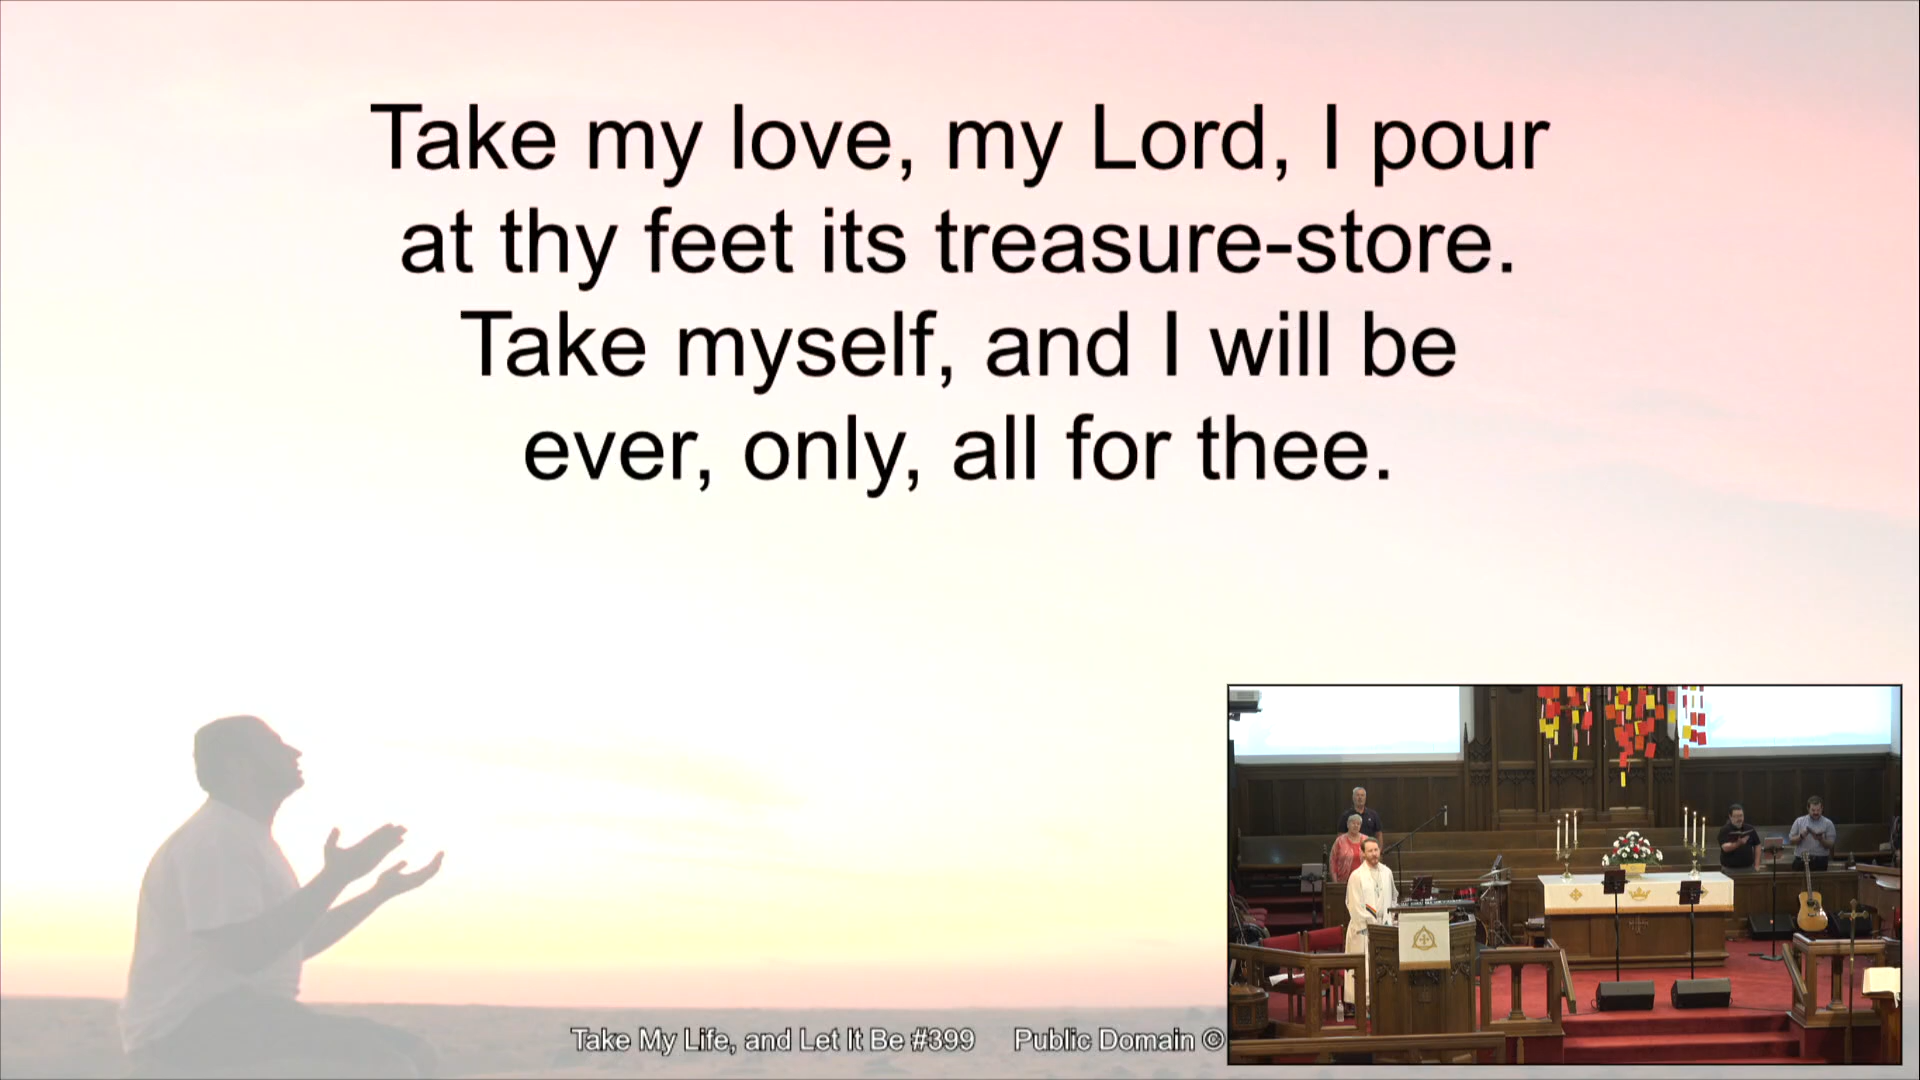 Take my love, my Lord, I pour
at thy feet its treasure-store.
Take myself, and I will be
ever, only, all for thee.
Take My Life, and Let It Be #399 Public Domain ©